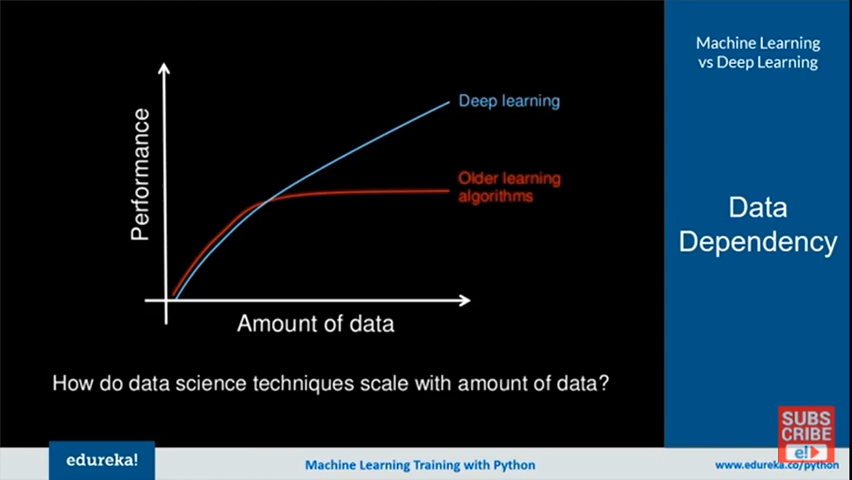 Machine Learning
vs Deep Learning
Deep learning
Older learning
algorithms
Performance
Amount of data
Data
Dependency
How do data science techniques scale with amount of data?
SUBS
CRIBE
e!
edureka!
Machine Learning Training with Python
www.edureka.co/python